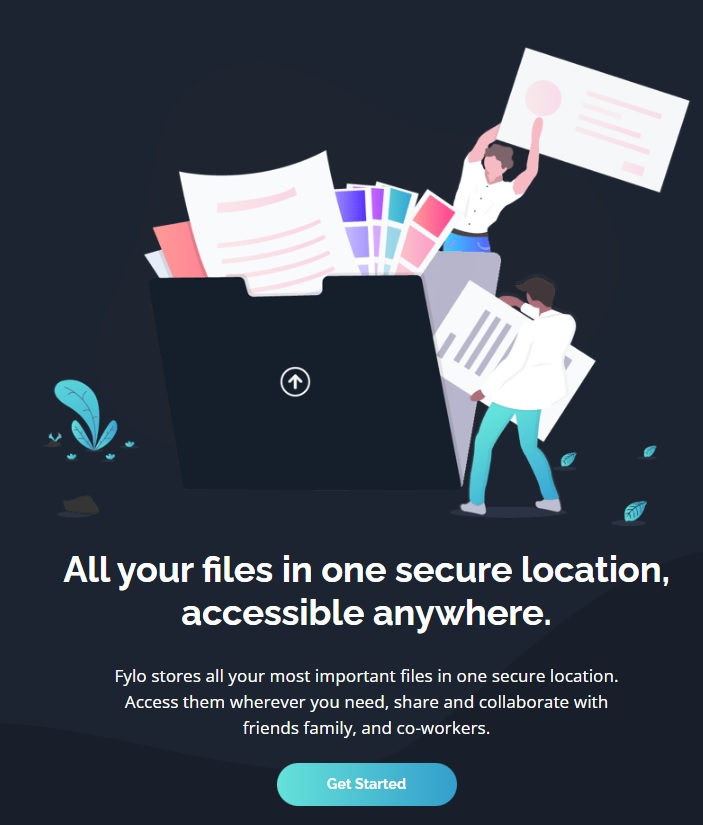 All your files in one secure location,
accessible anywhere.
Fylo stores all your most important files in one secure location.
Access them wherever you need, share and collaborate with
friends family, and co-workers.
Get Started